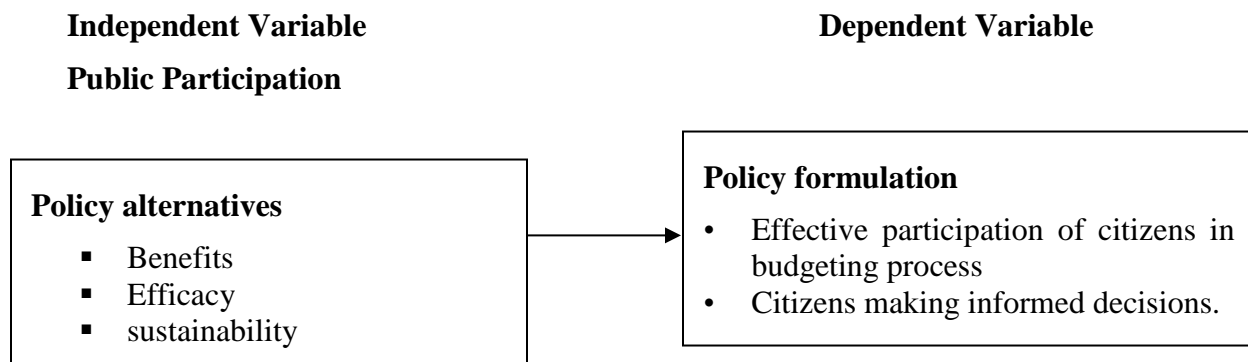 Independent Variable
Dependent Variable
Public Participation
Policy alternatives
▪ Benefits
▪ Efficacy
▪ sustainability
Policy formulation
• Effective participation of citizens in
budgeting process
• Citizens making informed decisions.